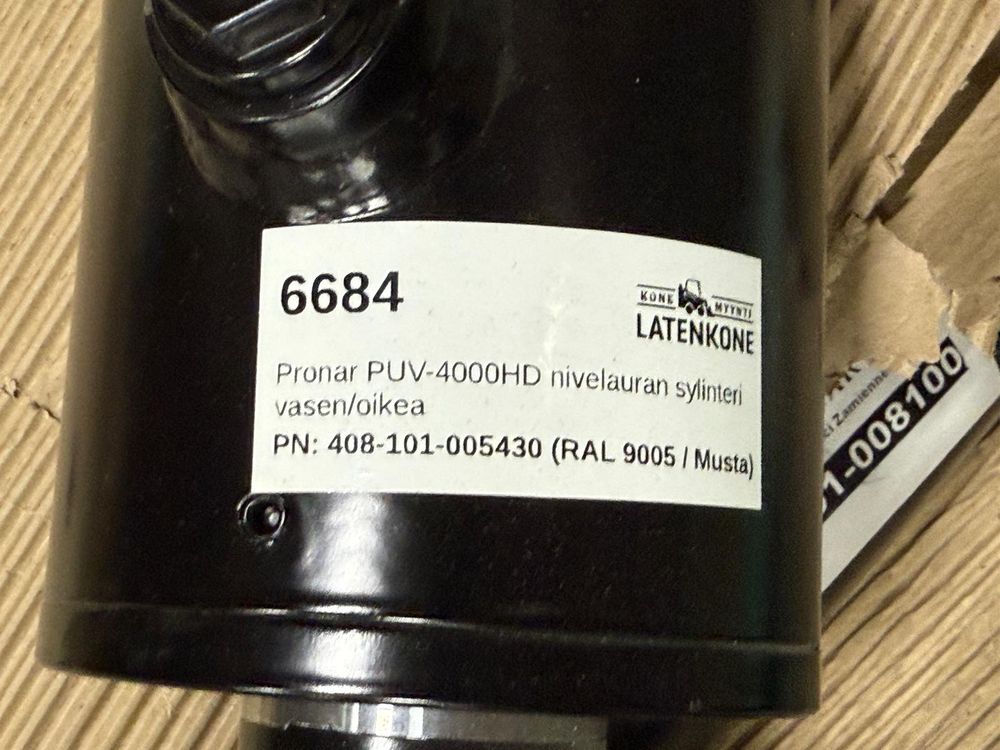 6684
KONE MYYNTI
LATENKONE
Pronar PUV-4000HD nivelauran sylinteri
vasen/oikea
PN: 408-101-005430 (RAL 9005 / Musta)
Zamienne
1-008100